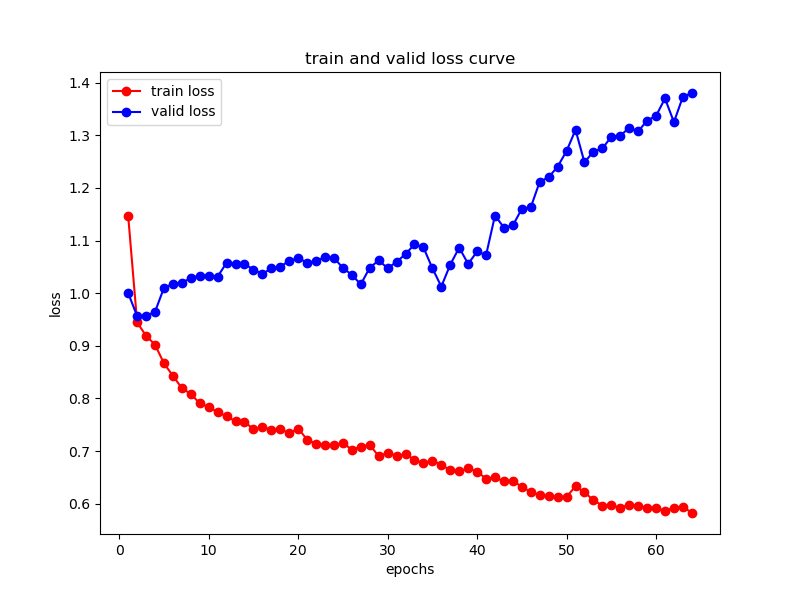 train and valid loss curve
train loss
valid loss
1.4
1.3
1.2
1.1
1.0
0.9
0.8
0.7
0.6
loss
0 10 20 30 40 50 60
epochs